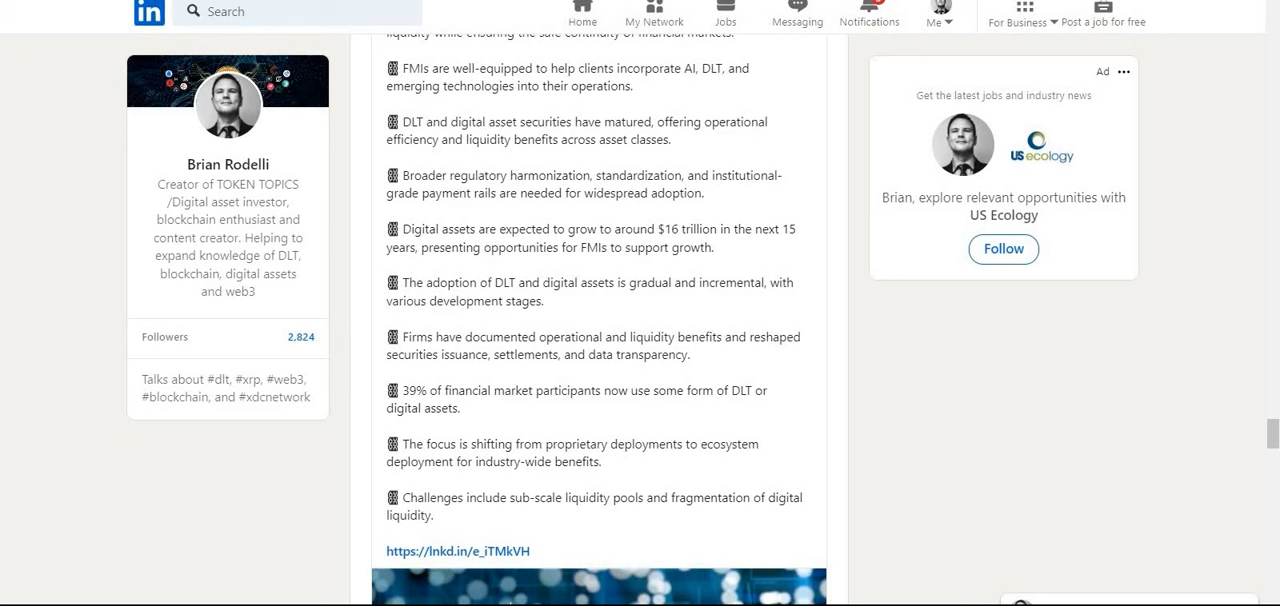 in
Search
Home
My Network
Jobs
Messaging
Notifications
Me
For Business
Post a job for free
Brian Rodelli
Creator of TOKEN TOPICS
/Digital asset investor,
blockchain enthusiast and
content creator. Helping to
expand knowledge of DLT,
blockchain, digital assets
and web3
Followers 2,824
Talks about #dlt, #xrp, #web3,
#blockchain, and #xdcnetwork
liquidity while ensuring the safe continuity of financial markets.
FMIs are well-equipped to help clients incorporate AI, DLT, and
emerging technologies into their operations.
DLT and digital asset securities have matured, offering operational
efficiency and liquidity benefits across asset classes.
Broader regulatory harmonization, standardization, and institutional-
grade payment rails are needed for widespread adoption.
Digital assets are expected to grow to around $16 trillion in the next 15
years, presenting opportunities for FMIs to support growth.
The adoption of DLT and digital assets is gradual and incremental, with
various development stages.
Firms have documented operational and liquidity benefits and reshaped
securities issuance, settlements, and data transparency.
39% of financial market participants now use some form of DLT or
digital assets.
The focus is shifting from proprietary deployments to ecosystem
deployment for industry-wide benefits.
Challenges include sub-scale liquidity pools and fragmentation of digital
liquidity.
https://lnkd.in/e_iTMkVH
Ad
Get the latest jobs and industry news
US ecology
Brian, explore relevant opportunities with
US Ecology
Follow